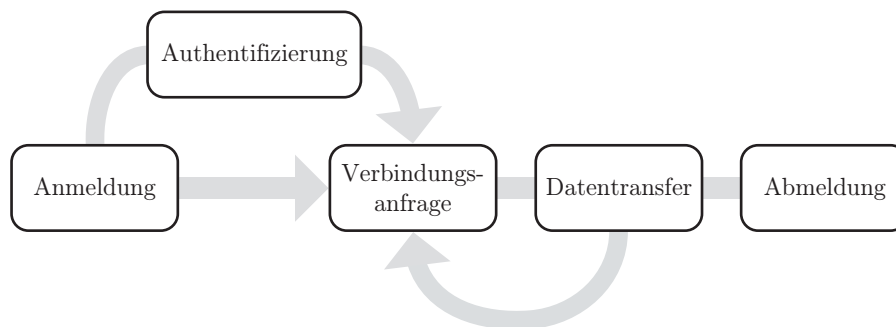 Authentifizierung
Anmeldung
Verbindungs-
anfrage
Datentransfer
Abmeldung